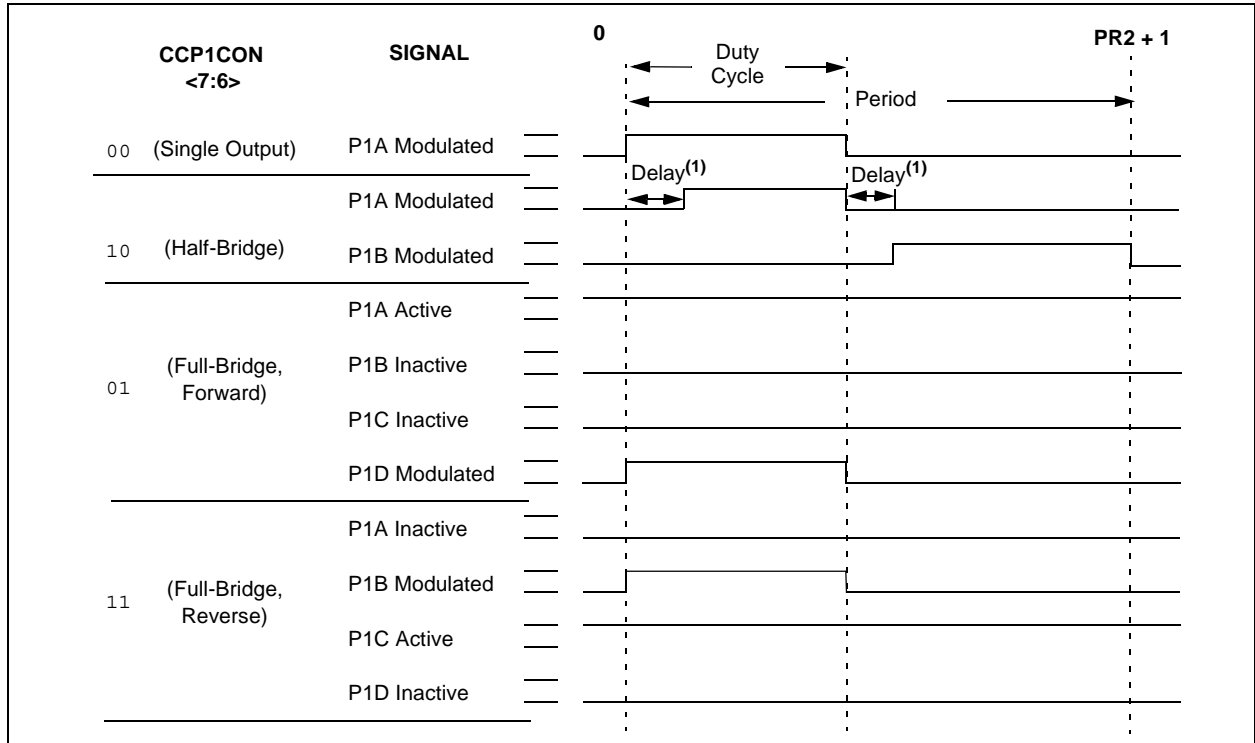 CCP1CON
<7:6>
SIGNAL
0
PR2 + 1
Duty
Cycle
Period
00
(Single Output)
P1A Modulated
Delay(1)
Delay(1)
10
(Half-Bridge)
P1A Modulated
P1B Modulated
01
(Full-Bridge,
Forward)
P1A Active
P1B Inactive
P1C Inactive
P1D Modulated
11
(Full-Bridge,
Reverse)
P1A Inactive
P1B Modulated
P1C Active
P1D Inactive